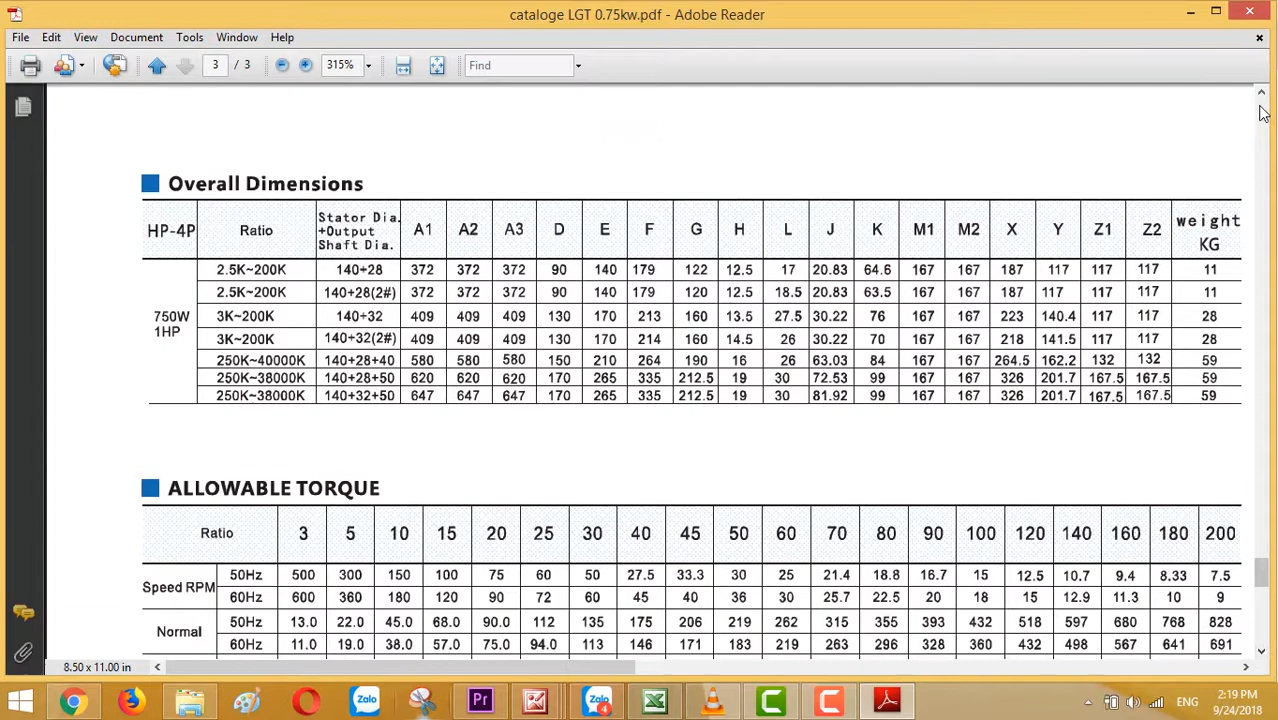 cataloge LGT 0.75kw.pdf - Adobe Reader
File Edit View Document Tools Window Help
3 / 3 315% Find
Overall Dimensions
HP-4P Ratio Stator Dia. +Output Shaft Dia. A1 A2 A3 D E F G H L J K M1 M2 X Y Z1 Z2 weight KG
750W 1HP
2.5K~200K 140+28 372 372 372 90 140 179 122 12.5 17 20.83 64.6 167 167 187 117 117 117 11
2.5K~200K 140+28(2#) 372 372 372 90 140 179 120 12.5 18.5 20.83 63.5 167 167 187 117 117 117 11
3K~200K 140+32 409 409 409 130 170 213 160 13.5 27.5 30.22 76 167 167 223 140.4 117 117 28
3K~200K 140+32(2#) 409 409 409 130 170 214 160 14.5 26 30.22 70 167 167 218 141.5 117 117 28
250K~40000K 140+28+40 580 580 580 150 210 264 190 16 26 63.03 84 167 167 264.5 162.2 132 132 59
250K~38000K 140+28+50 620 620 620 170 265 335 212.5 19 30 72.53 99 167 167 326 201.7 167.5 167.5 59
250K~38000K 140+32+50 647 647 647 170 265 335 212.5 19 30 81.92 99 167 167 326 201.7 167.5 167.5 59
ALLOWABLE TORQUE
Ratio 3 5 10 15 20 25 30 40 45 50 60 70 80 90 100 120 140 160 180 200
Speed RPM
50Hz 500 300 150 100 75 60 50 27.5 33.3 30 25 21.4 18.8 16.7 15 12.5 10.7 9.4 8.33 7.5
60Hz 600 360 180 120 90 72 60 45 40 36 30 25.7 22.5 20 18 15 12.9 11.3 10 9
Normal
50Hz 13.0 22.0 45.0 68.0 90.0 112 135 175 206 219 262 315 355 393 432 518 597 680 768 828
60Hz 11.0 19.0 38.0 57.0 75.0 94.0 113 146 171 183 219 263 296 328 360 432 498 567 641 691
8.50 x 11.00 in
Zalo Pr Zalo 4 C C ENG 2:19 PM
9/24/2018